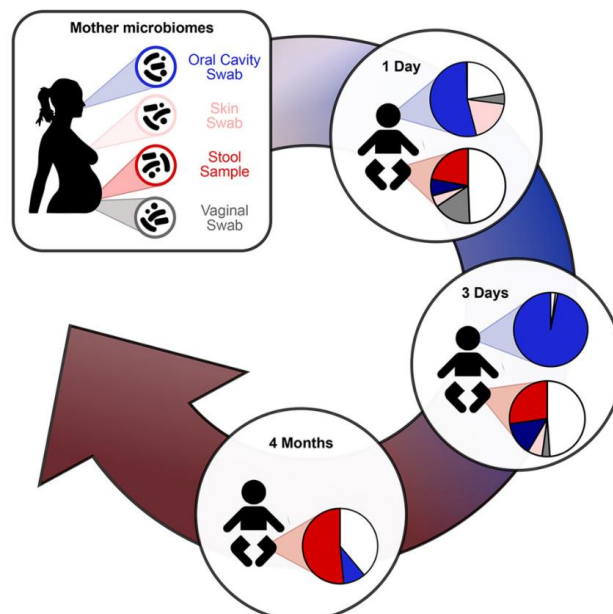 Mother microbiomes
Oral Cavity
Swab
Skin
Swab
Stool
Sample
Vaginal
Swab
1 Day
3 Days
4 Months